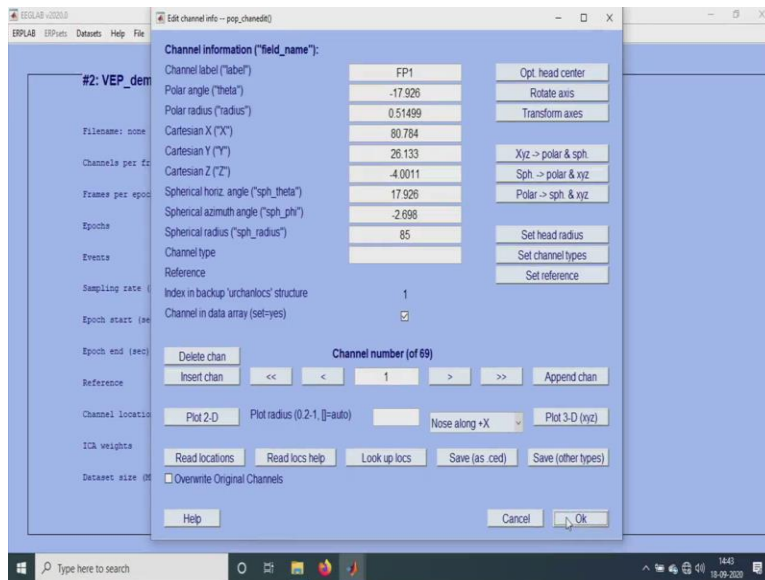 EEGLAB v2020.0
ERPLAB ERPsets Datasets Help File
#2: VEP_dem
Filename: none
Channels per fr
Frames per epoc
Epochs
Events
Sampling rate (
Epoch start (se
Epoch end (sec)
Reference
Channel locatio
ICA weights
Dataset size (M
Edit channel info -- pop_chanedit()
Channel information ("field_name"):
Channel label ("label") FP1 Opt. head center
Polar angle ("theta") -17.926 Rotate axis
Polar radius ("radius") 0.51499 Transform axes
Cartesian X ("X") 80.784
Cartesian Y ("Y") 26.133 Xyz -> polar & sph.
Cartesian Z ("Z") -4.0011 Sph. -> polar & xyz
Spherical horiz. angle ("sph_theta") 17.926 Polar -> sph. & xyz
Spherical azimuth angle ("sph_phi") -2.698
Spherical radius ("sph_radius") 85 Set head radius
Channel type Set channel types
Reference Set reference
Index in backup 'urchanlocs' structure 1
Channel in data array (set=yes)
Delete chan Channel number (of 69)
Insert chan << < 1 > >> Append chan
Plot 2-D Plot radius (0.2-1, []=auto) Nose along +X Plot 3-D (xyz)
Read locations Read locs help Look up locs Save (as .ced) Save (other types)
Overwrite Original Channels
Help Cancel Ok
Type here to search
14:43
18-09-2020